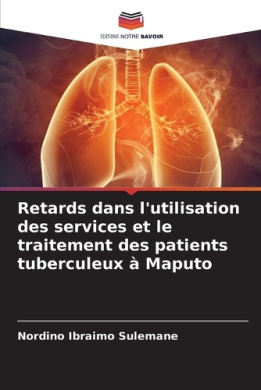 EDITIONS NOTRE SAVOIR
Retards dans l'utilisation
des services et le
traitement des patients
tuberculeux à Maputo
Nordino Ibraimo Sulemane